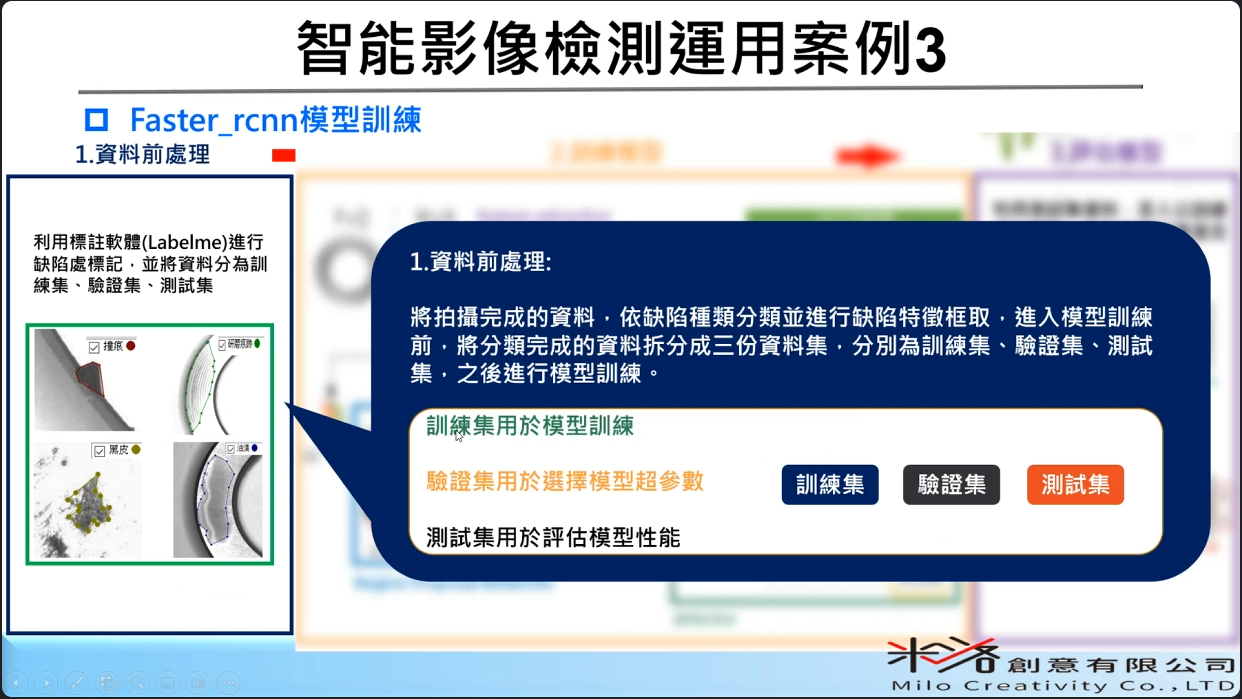 智能影像檢測運用案例3
Faster_rcnn模型訓練
1.資料前處理
2.訓練模型
3.評估模型
利用標註軟體(Labelme)進行
缺陷處標記，並將資料分為訓
練集、驗證集、測試集
撞痕
研磨痕跡
黑皮
油漬
1.資料前處理:
將拍攝完成的資料，依缺陷種類分類並進行缺陷特徵框取，進入模型訓練
前，將分類完成的資料拆分成三份資料集，分別為訓練集、驗證集、測試
集，之後進行模型訓練。
訓練集用於模型訓練
驗證集用於選擇模型超參數
測試集用於評估模型性能
訓練集
驗證集
測試集
米洛創意有限公司
Milo Creativity Co.,LTD